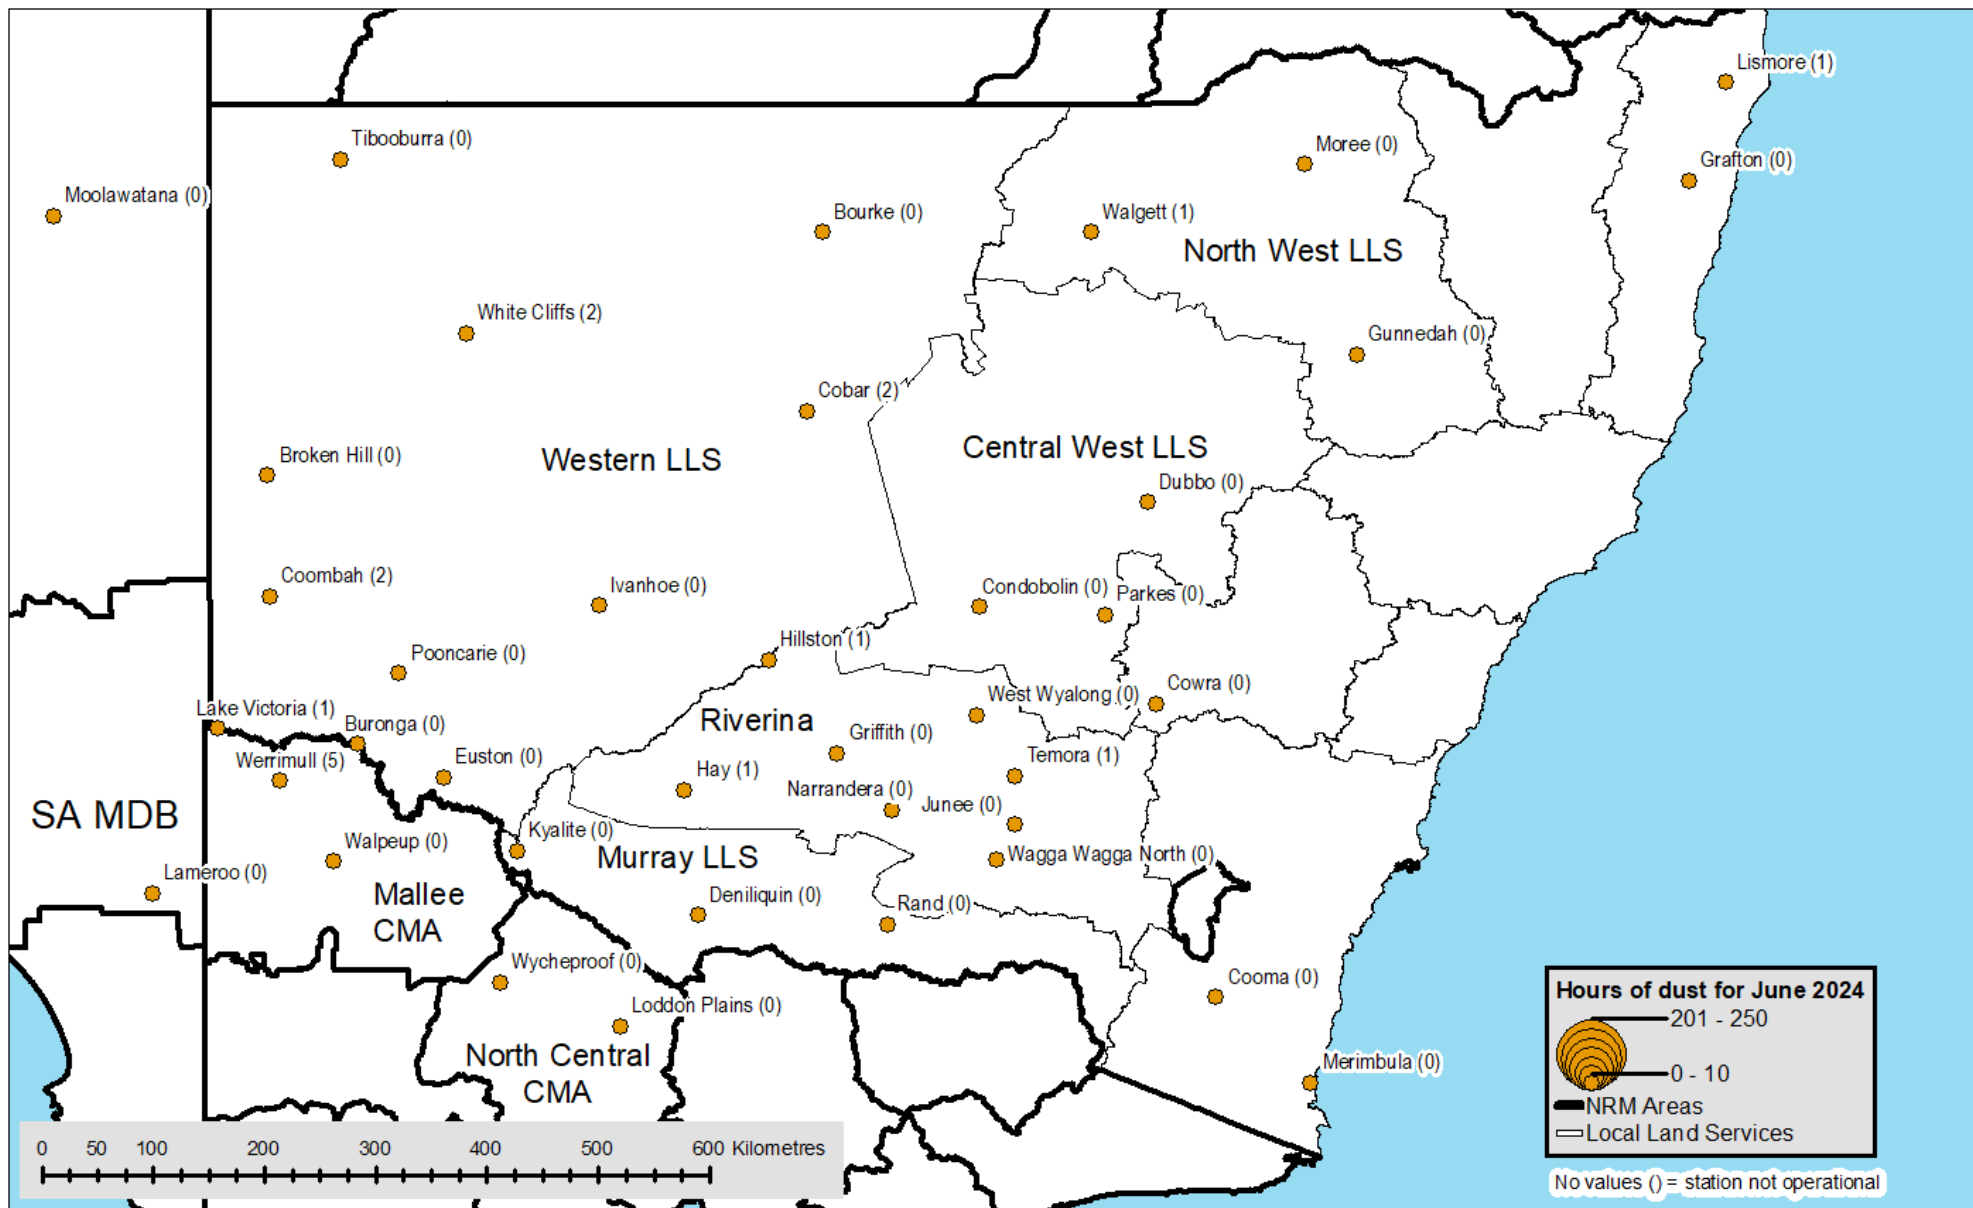 Lismore (1)
Tibooburra (0)
Moree (0)
Grafton (0)
Moolawatana (0)
Bourke (0)
Walgett (1)
North West LLS
White Cliffs (2)
Gunnedah (0)
Cobar (2)
Central West LLS
Broken Hill (0)
Western LLS
Dubbo (0)
Coombah (2)
Ivanhoe (0)
Condobolin (0)
Parkes (0)
Hillston (1)
Pooncarie (0)
Cowra (0)
West Wyalong (0)
Lake Victoria (1)
Buronga (0)
Riverina
Griffith (0)
Werrimull (5)
Euston (0)
Temora (1)
Hay (1)
Narrandera (0)
Junee (0)
SA MDB
Kyalite (0)
Walpeup (0)
Murray LLS
Wagga Wagga North (0)
Lameroo (0)
Mallee
CMA
Deniliquin (0)
Rand (0)
Wycheproof (0)
Cooma (0)
Loddon Plains (0)
North Central
CMA
Merimbula (0)
Hours of dust for June 2024
201 - 250
0 - 10
NRM Areas
Local Land Services
No values () = station not operational
0 50 100 200 300 400 500 600 Kilometres